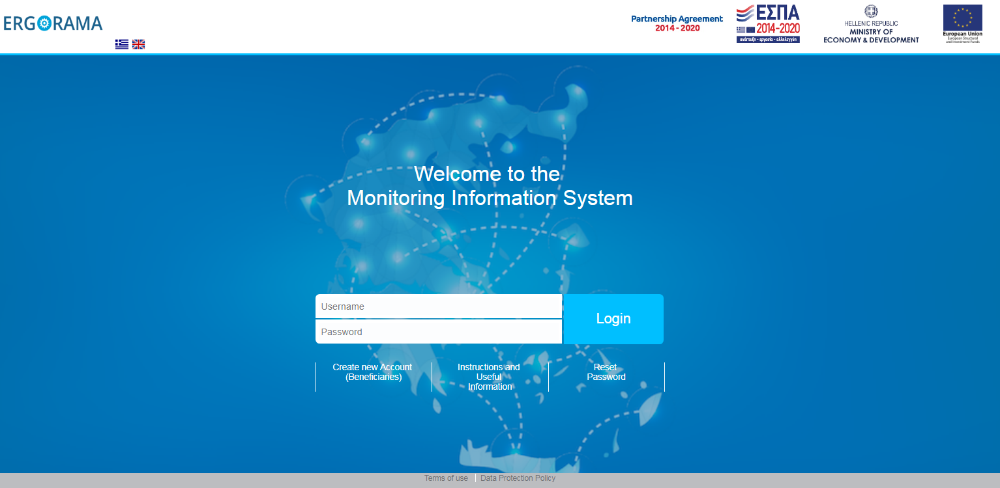 ERGORAMA
Partnership Agreement
2014 - 2020
ΕΣΠΑ
2014-2020
ανάπτυξη - εργασία - αλληλεγγύη
HELLENIC REPUBLIC
MINISTRY OF
ECONOMY & DEVELOPMENT
European Union
European Structural
and Investment Funds
Welcome to the
Monitoring Information System
Username
Password
Login
Create new Account
(Beneficiaries)
Instructions and
Useful
Information
Reset
Password
Terms of use
Data Protection Policy